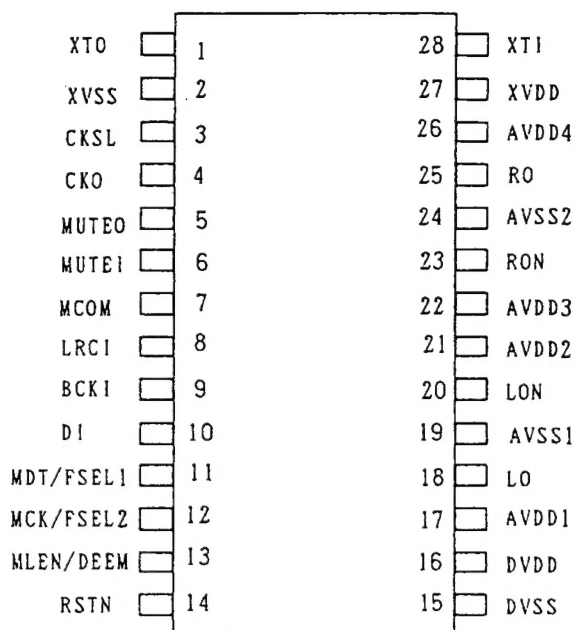 XTO 1 28 XTI
XVSS 2 27 XVDD
CKSL 3 26 AVDD4
CKO 4 25 RO
MUTEO 5 24 AVSS2
MUTEI 6 23 RON
MCOM 7 22 AVDD3
LRCI 8 21 AVDD2
BCKI 9 20 LON
DI 10 19 AVSS1
MDT/FSEL1 11 18 LO
MCK/FSEL2 12 17 AVDD1
MLEN/DEEM 13 16 DVDD
RSTN 14 15 DVSS